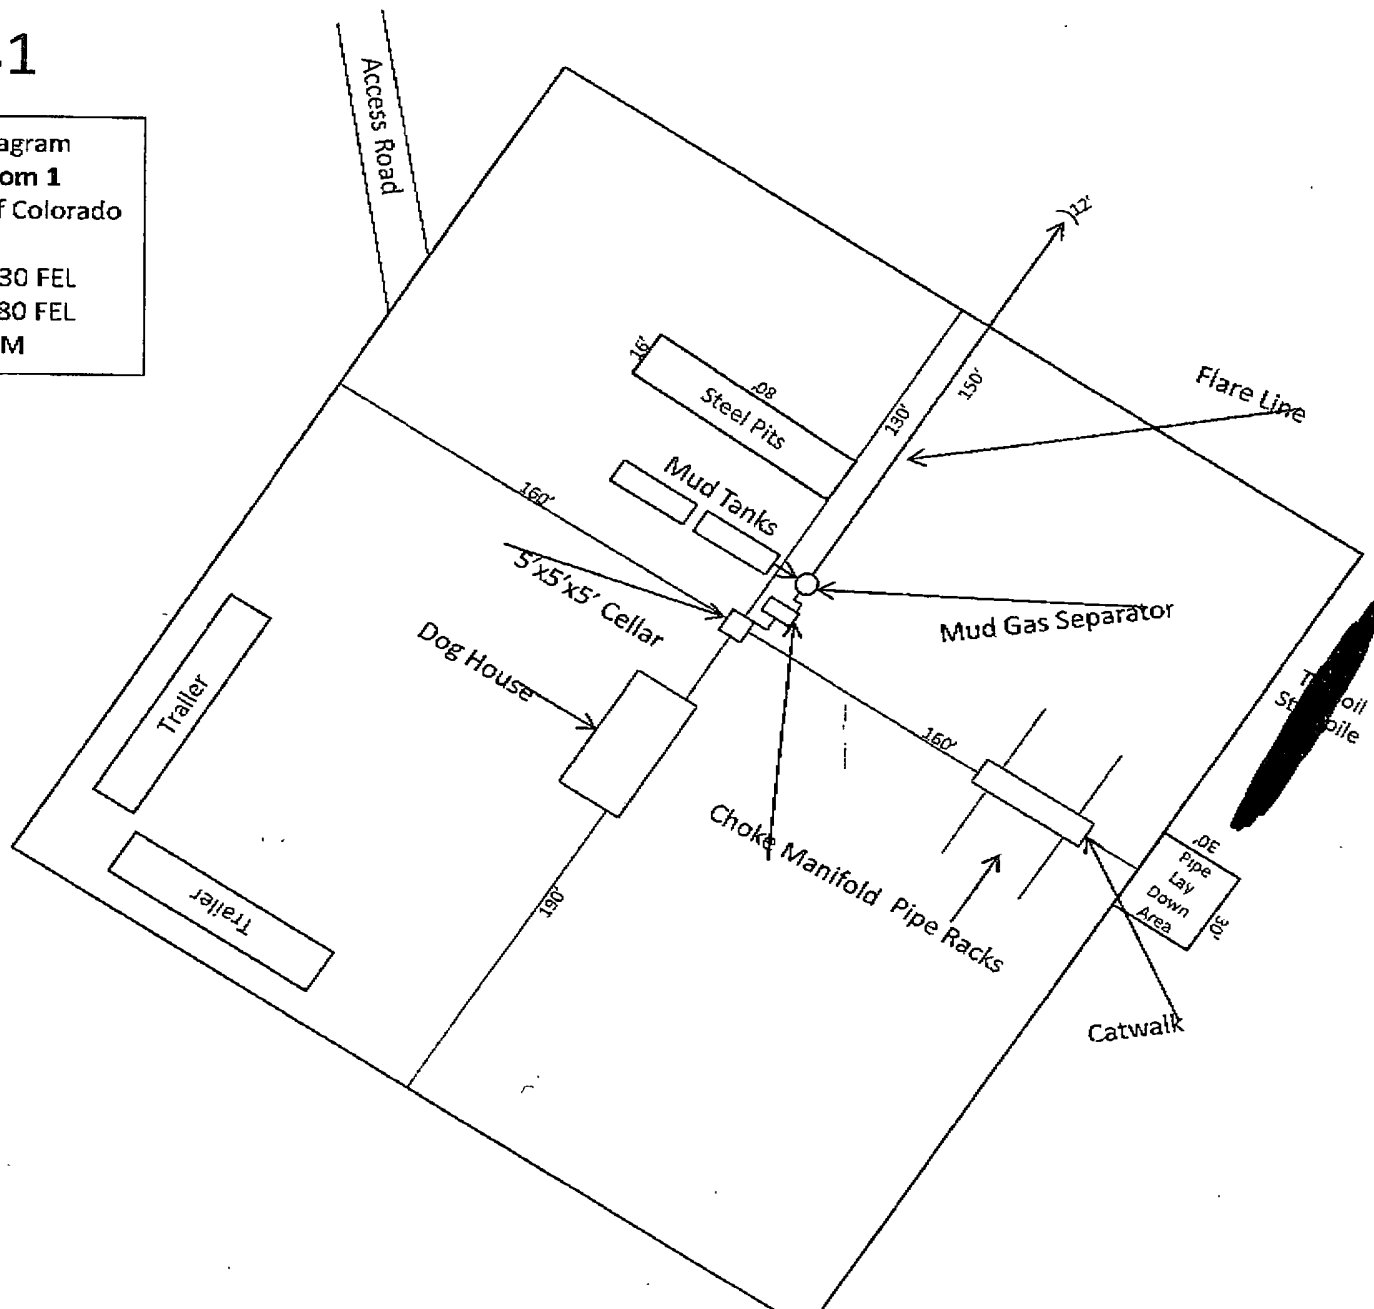 1
agram
om 1
f Colorado
30 FEL
80 FEL
M
Access Road
12'
16'
80'
Steel Pits
130'
150'
Flare Line
Mud Tanks
160'
5'x5'x5' Cellar
Mud Gas Separator
Dog House
Trailer
160'
oil
pile
Choke Manifold
Pipe Racks
30'
Pipe
Lay
Down
Area
30'
190'
Trailer
Catwalk